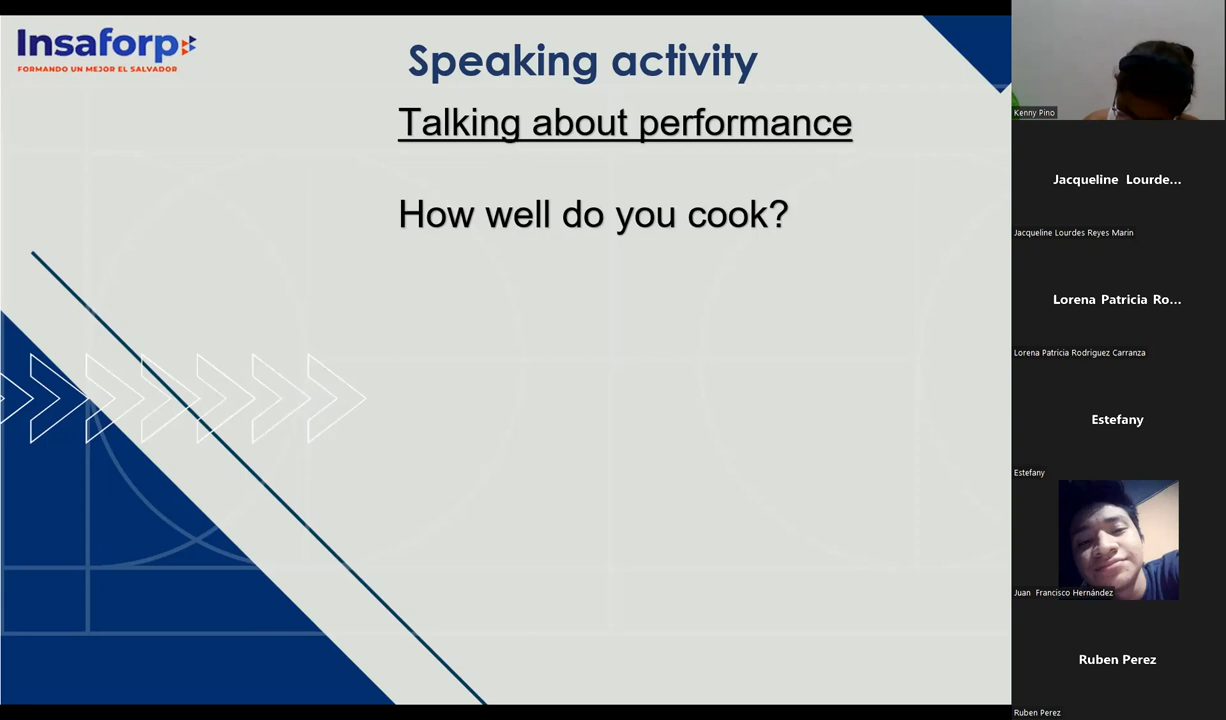 Insaforp
FORMANDO UN MEJOR EL SALVADOR
Speaking activity
Talking about performance
How well do you cook?
Kenny Pino
Jacqueline Lourde...
Jacqueline Lourdes Reyes Marin
Lorena Patricia Ro...
Lorena Patricia Rodriguez Carranza
Estefany
Estefany
Juan Francisco Hernández
Ruben Perez
Ruben Perez